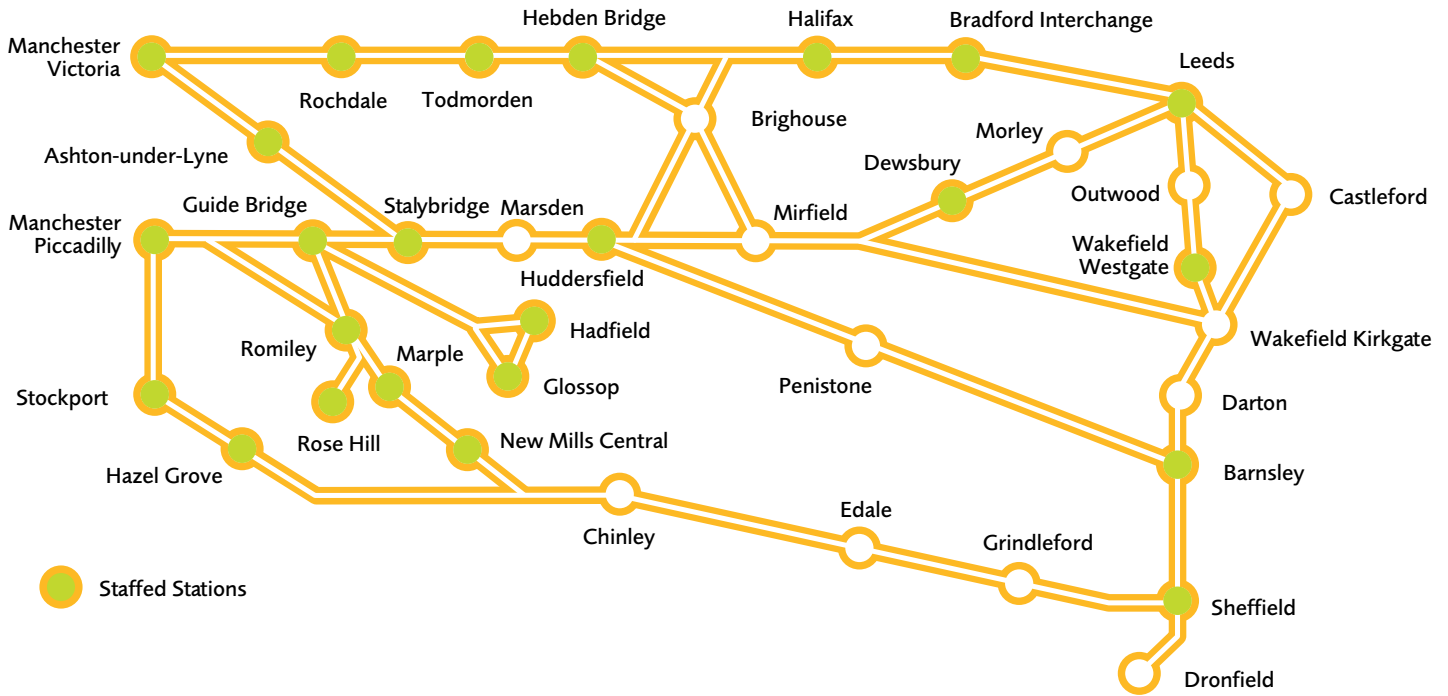 Hebden Bridge
Halifax
Bradford Interchange
Manchester
Victoria
Leeds
Rochdale
Todmorden
Brighouse
Morley
Ashton-under-Lyne
Dewsbury
Outwood
Castleford
Guide Bridge
Stalybridge
Marsden
Mirfield
Manchester
Piccadilly
Wakefield
Westgate
Huddersfield
Hadfield
Wakefield Kirkgate
Romiley
Marple
Glossop
Penistone
Stockport
Darton
Rose Hill
New Mills Central
Hazel Grove
Barnsley
Edale
Chinley
Grindleford
Staffed Stations
Sheffield
Dronfield